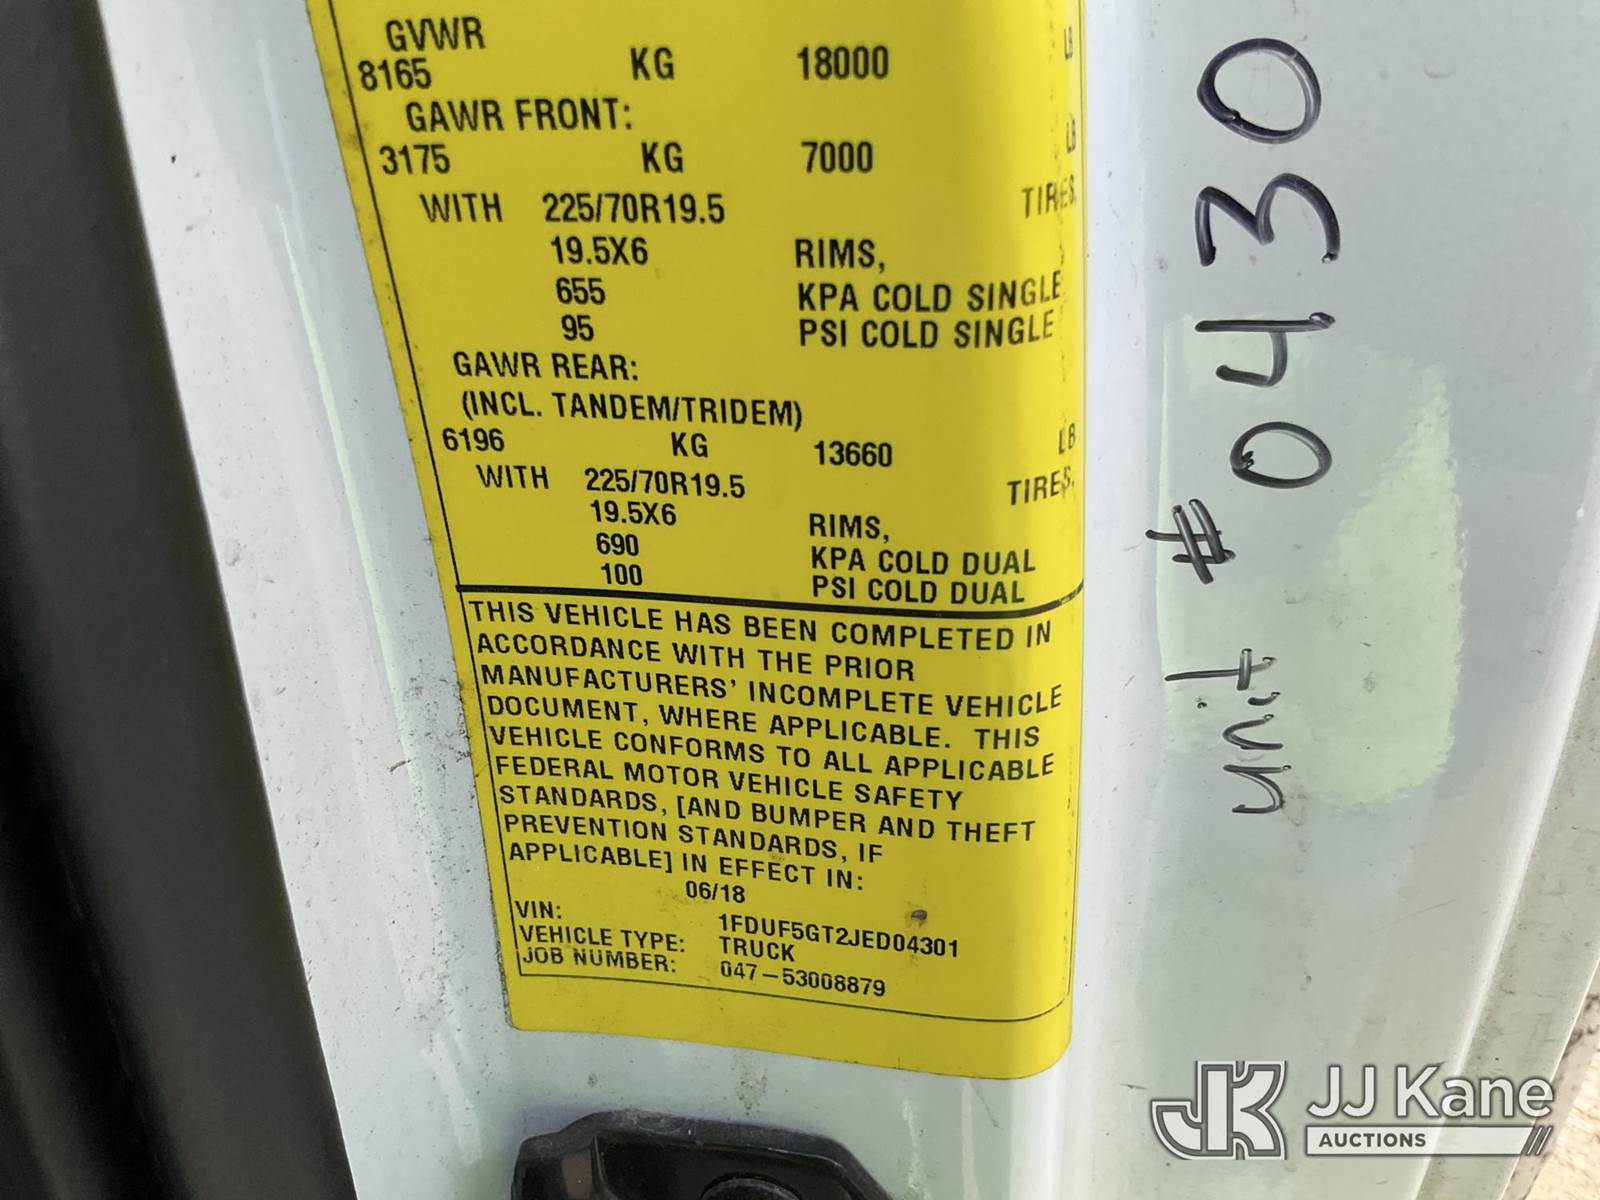 GVWR
8165 KG 18000 LB
GAWR FRONT:
3175 KG 7000 LB
WITH 225/70R19.5 TIRES,
19.5X6 RIMS,
655 KPA COLD SINGLE
95 PSI COLD SINGLE
GAWR REAR:
(INCL. TANDEM/TRIDEM)
6196 KG 13660 LB
WITH 225/70R19.5 TIRES,
19.5X6 RIMS,
690 KPA COLD DUAL
100 PSI COLD DUAL
THIS VEHICLE HAS BEEN COMPLETED IN
ACCORDANCE WITH THE PRIOR
MANUFACTURERS' INCOMPLETE VEHICLE
DOCUMENT, WHERE APPLICABLE. THIS
VEHICLE CONFORMS TO ALL APPLICABLE
FEDERAL MOTOR VEHICLE SAFETY
STANDARDS, [AND BUMPER AND THEFT
PREVENTION STANDARDS, IF
APPLICABLE] IN EFFECT IN:
06/18
VIN: 1FDUF5GT2JED04301
VEHICLE TYPE: TRUCK
JOB NUMBER: 047-53008879
unit #0430
JK JJ Kane
AUCTIONS